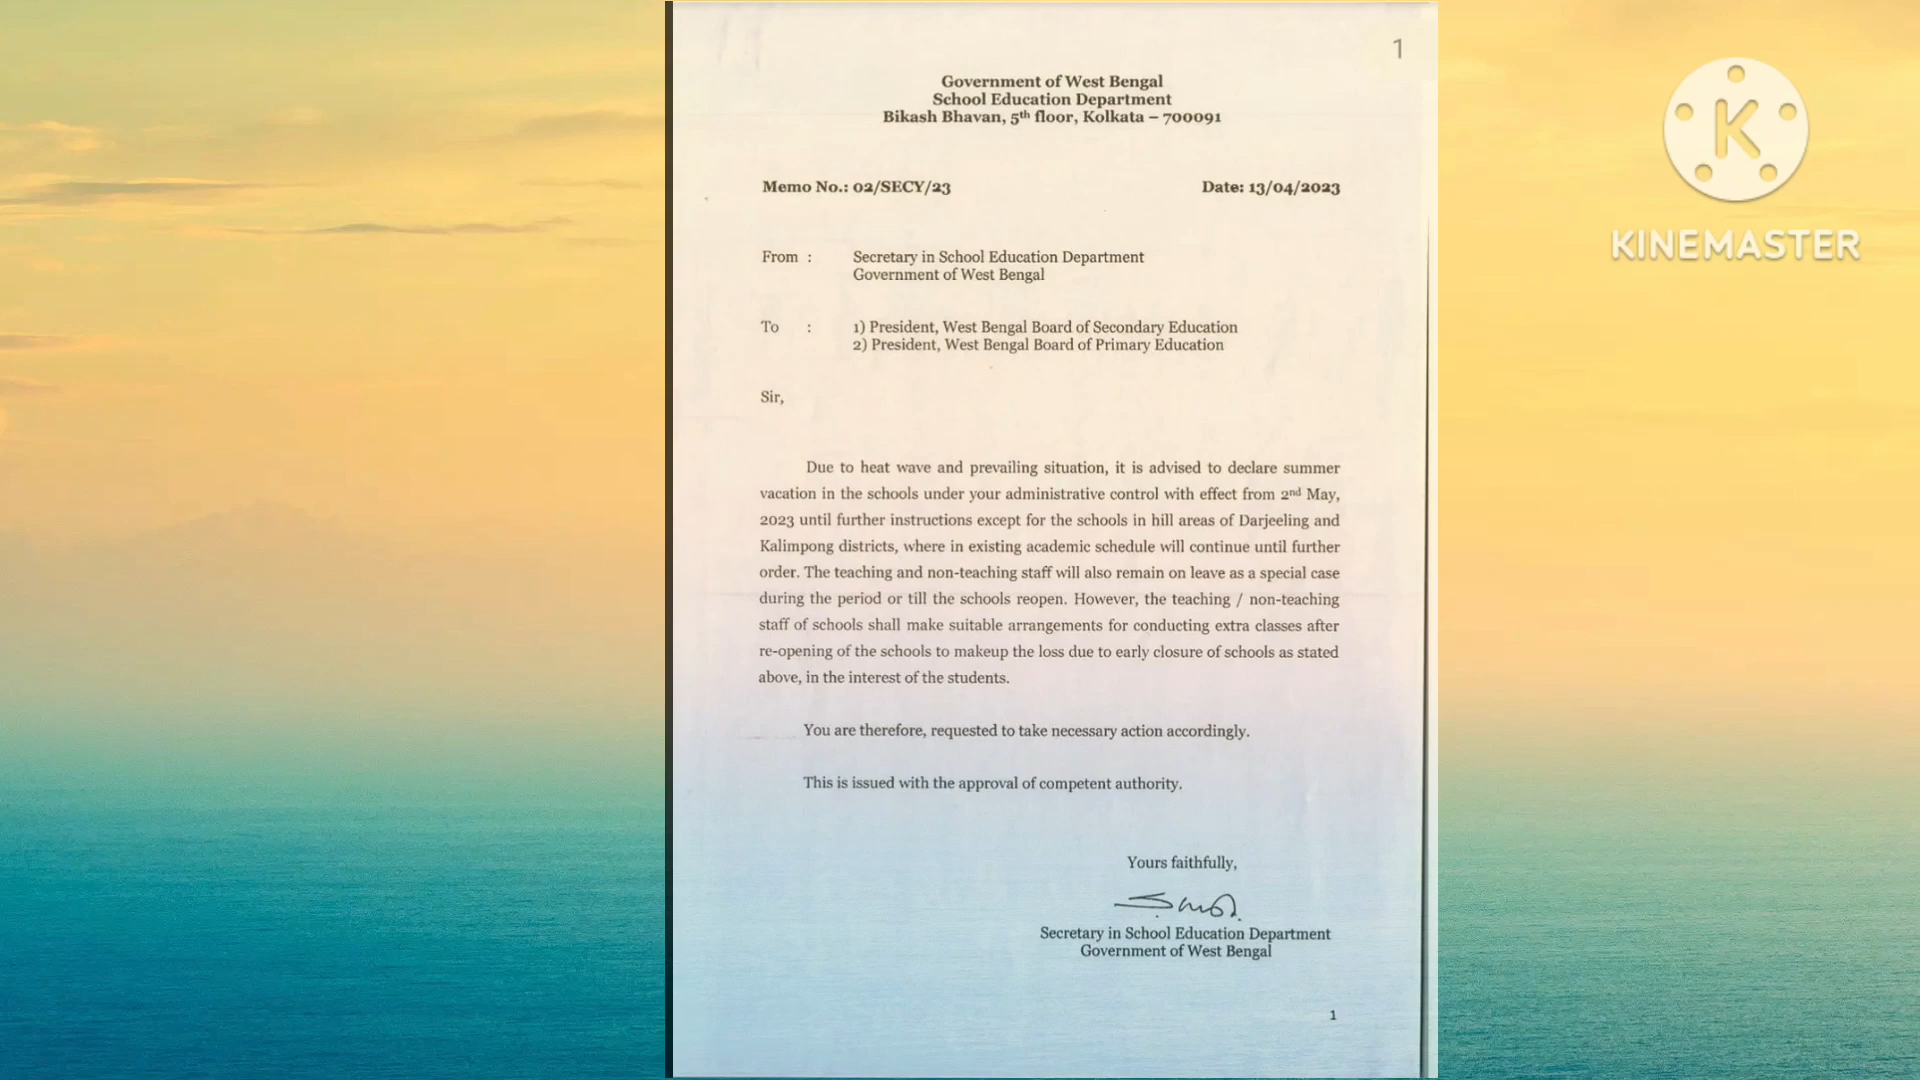 1
Government of West Bengal
School Education Department
Bikash Bhavan, 5th floor, Kolkata – 700091
Memo No.: 02/SECY/23 Date: 13/04/2023
From : Secretary in School Education Department
Government of West Bengal
To : 1) President, West Bengal Board of Secondary Education
2) President, West Bengal Board of Primary Education
Sir,
Due to heat wave and prevailing situation, it is advised to declare summer
vacation in the schools under your administrative control with effect from 2nd May,
2023 until further instructions except for the schools in hill areas of Darjeeling and
Kalimpong districts, where in existing academic schedule will continue until further
order. The teaching and non-teaching staff will also remain on leave as a special case
during the period or till the schools reopen. However, the teaching / non-teaching
staff of schools shall make suitable arrangements for conducting extra classes after
re-opening of the schools to makeup the loss due to early closure of schools as stated
above, in the interest of the students.
You are therefore, requested to take necessary action accordingly.
This is issued with the approval of competent authority.
Yours faithfully,
Secretary in School Education Department
Government of West Bengal
1
K
KINEMASTER